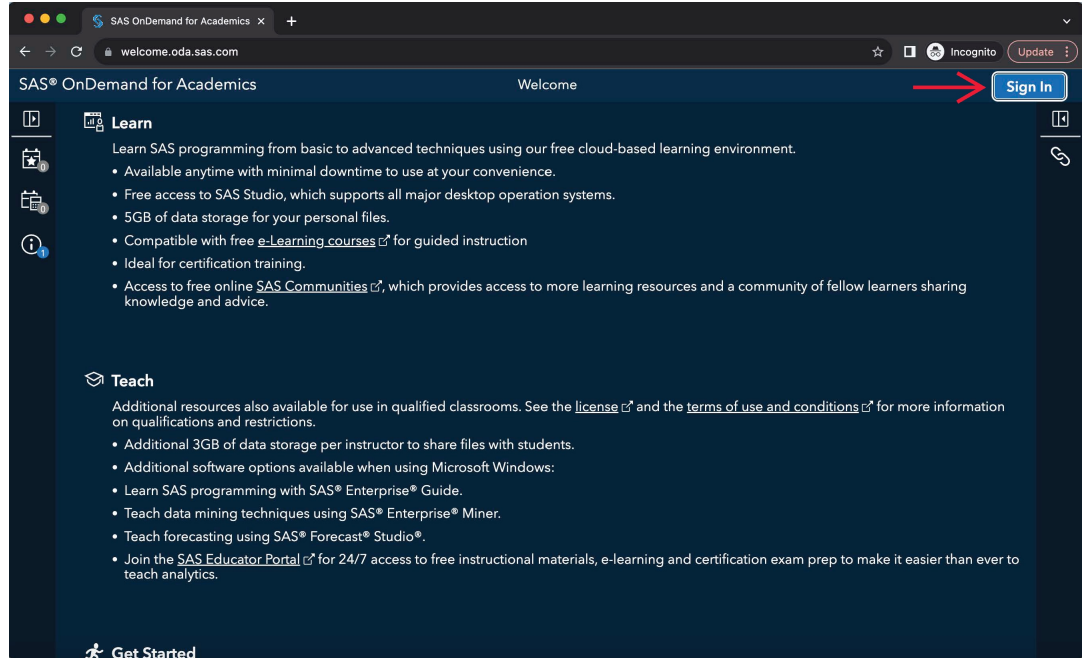 SAS OnDemand for Academics
welcome.oda.sas.com
Incognito
Update
SAS® OnDemand for Academics
Welcome
Sign In
Learn
Learn SAS programming from basic to advanced techniques using our free cloud-based learning environment.
• Available anytime with minimal downtime to use at your convenience.
• Free access to SAS Studio, which supports all major desktop operation systems.
• 5GB of data storage for your personal files.
• Compatible with free e-Learning courses for guided instruction
• Ideal for certification training.
• Access to free online SAS Communities, which provides access to more learning resources and a community of fellow learners sharing
knowledge and advice.
0
0
1
Teach
Additional resources also available for use in qualified classrooms. See the license and the terms of use and conditions for more information
on qualifications and restrictions.
• Additional 3GB of data storage per instructor to share files with students.
• Additional software options available when using Microsoft Windows:
• Learn SAS programming with SAS® Enterprise® Guide.
• Teach data mining techniques using SAS® Enterprise® Miner.
• Teach forecasting using SAS® Forecast® Studio®.
• Join the SAS Educator Portal for 24/7 access to free instructional materials, e-learning and certification exam prep to make it easier than ever to
teach analytics.
Get Started